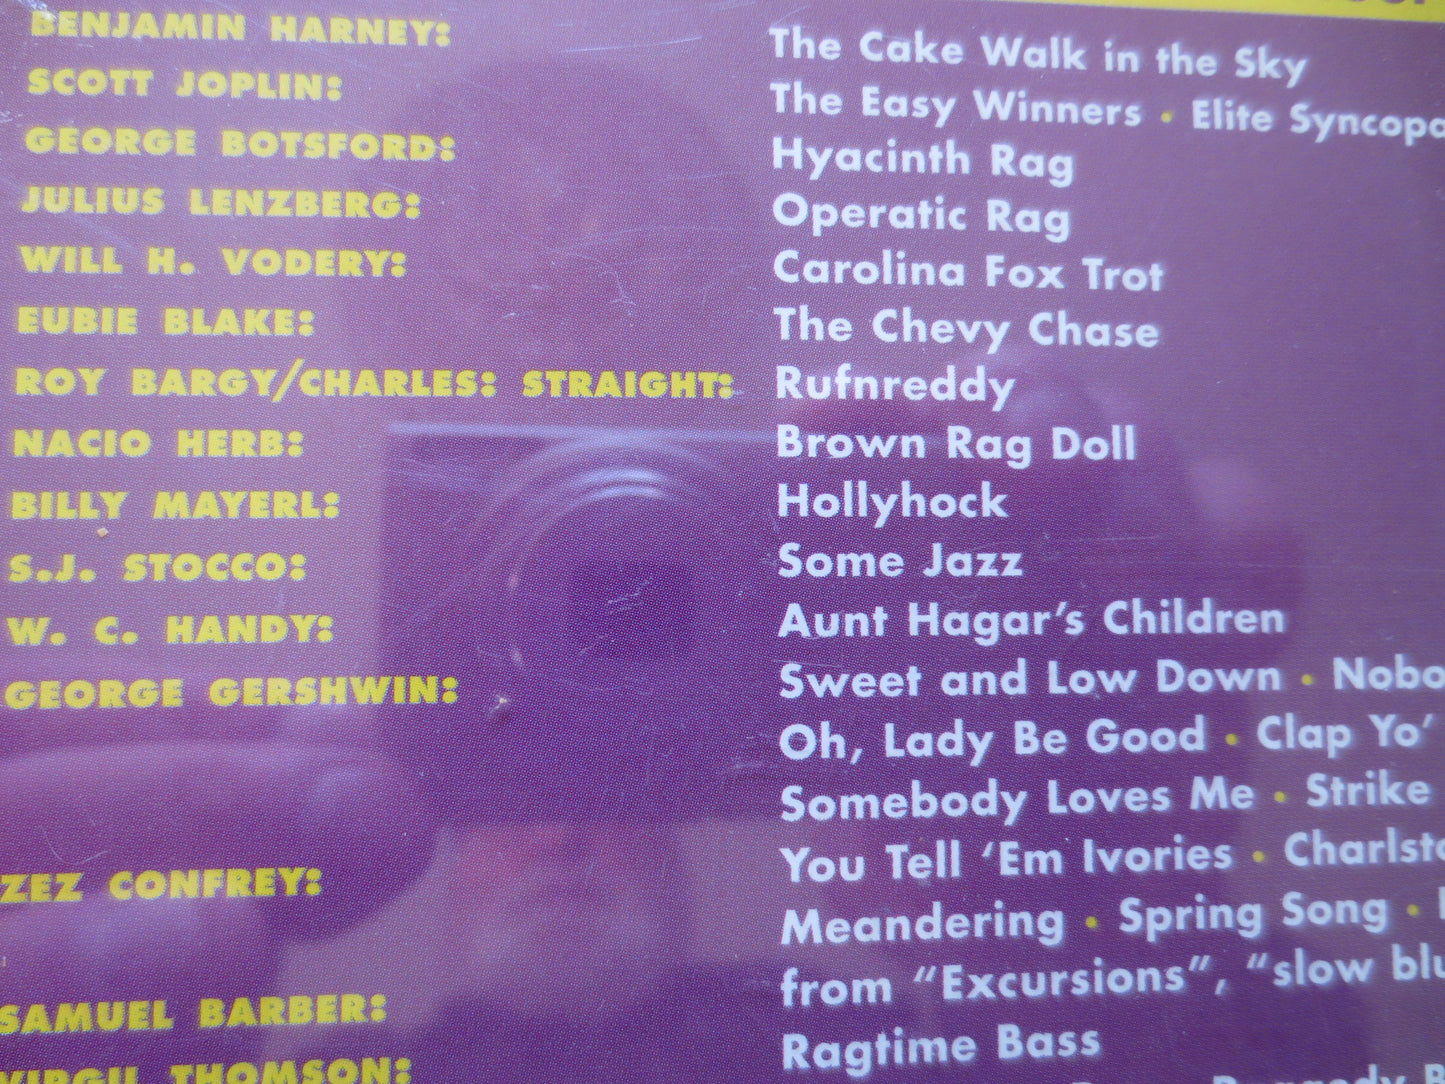 BENJAMIN HARNEY: The Cake Walk in the Sky
SCOTT JOPLIN: The Easy Winners • Elite
GEORGE BOTSFORD: Hyacinth Rag
JULIUS LENZBERG: Operatic Rag
WILL H. VODERY: Carolina Fox Trot
EUBIE BLAKE: The Chevy Chase
ROY BARGY/CHARLES: STRAIGHT: Rufnreddy
NACIO HERB: Brown Rag Doll
BILLY MAYERL: Hollyhock
S.J. STOCCO: Some Jazz
W. C. HANDY: Aunt Hagar's Children
GEORGE GERSHWIN: Sweet and Low Down •
Oh, Lady Be Good • Clap Yo'
Somebody Loves Me • Strike
You Tell 'Em Ivories •
ZEZ CONFREY: Meandering • Spring Song •
from "Excursions", "slow
SAMUEL BARBER: Ragtime Bass
VIRGIL THOMSON: